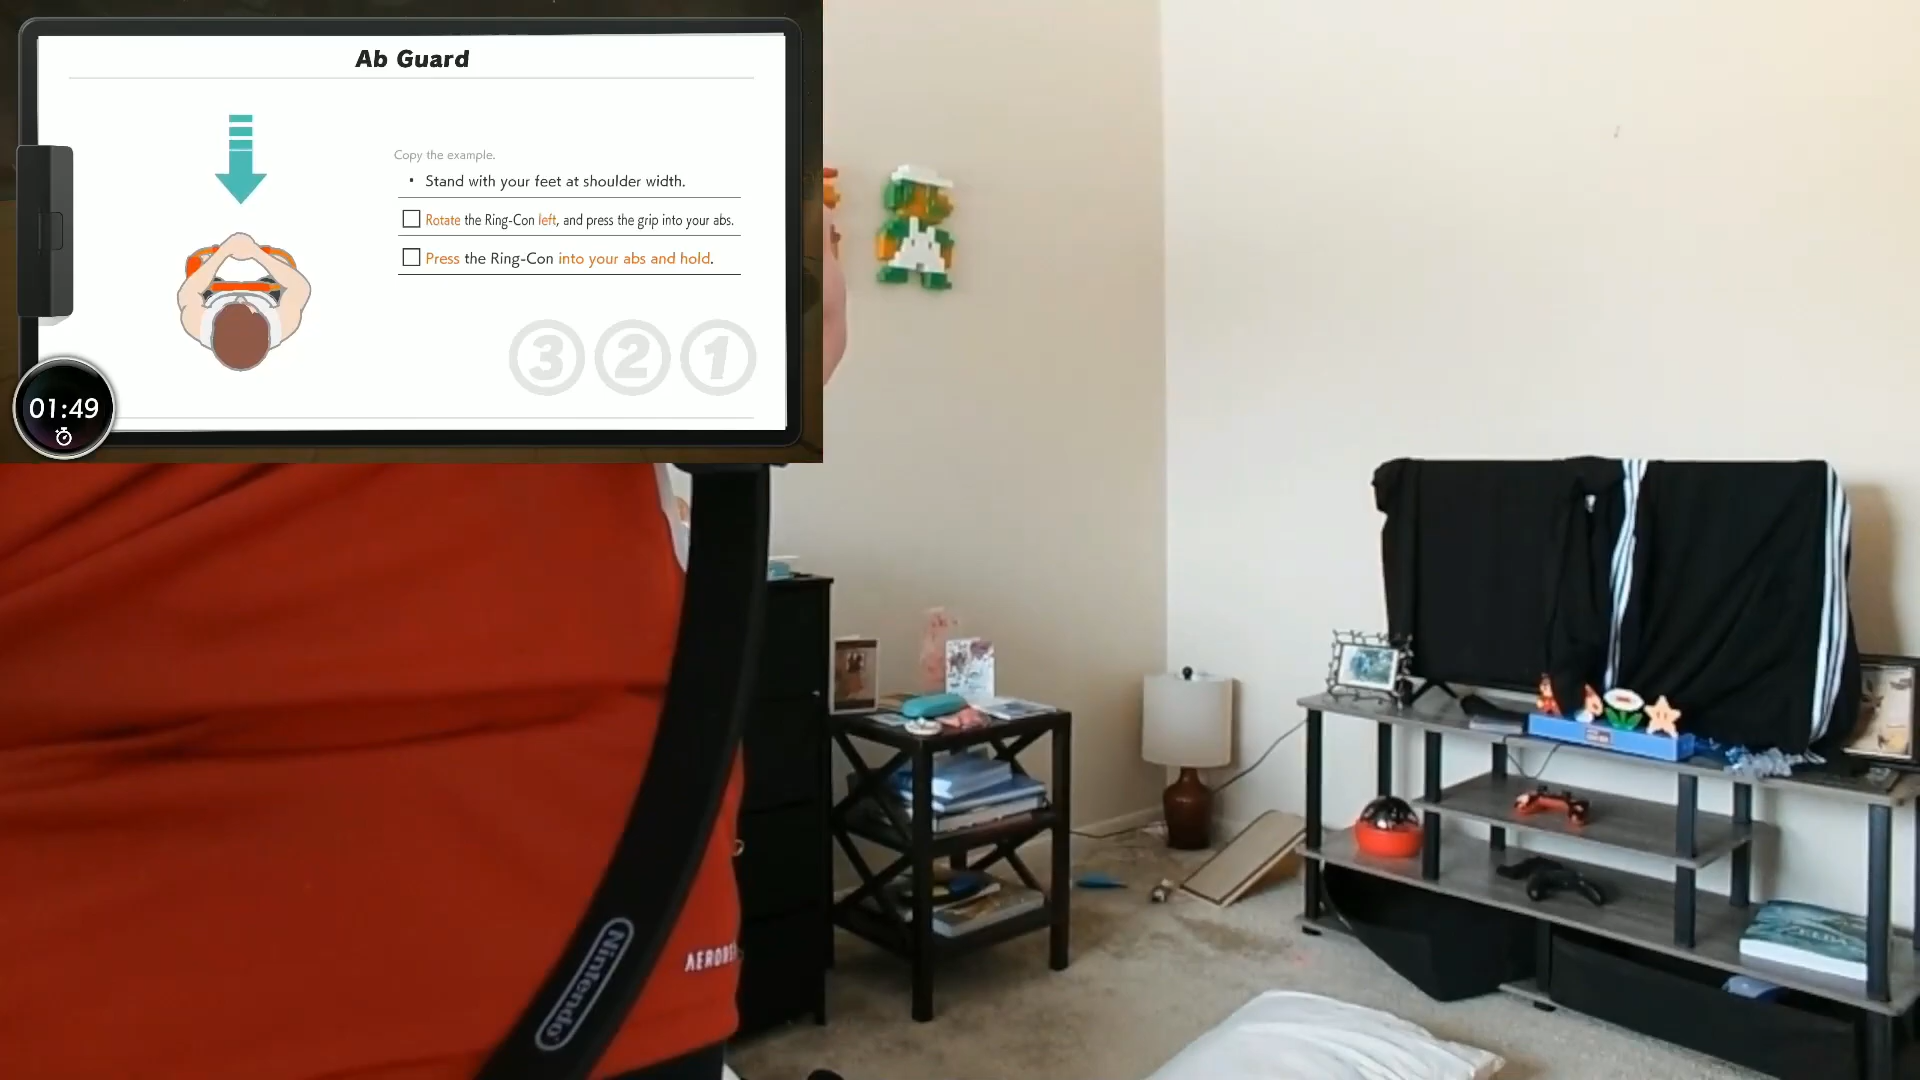 Ab Guard
Copy the example.
• Stand with your feet at shoulder width.
Rotate the Ring-Con left, and press the grip into your abs.
Press the Ring-Con into your abs and hold.
3 2 1
01:49
Nintendo